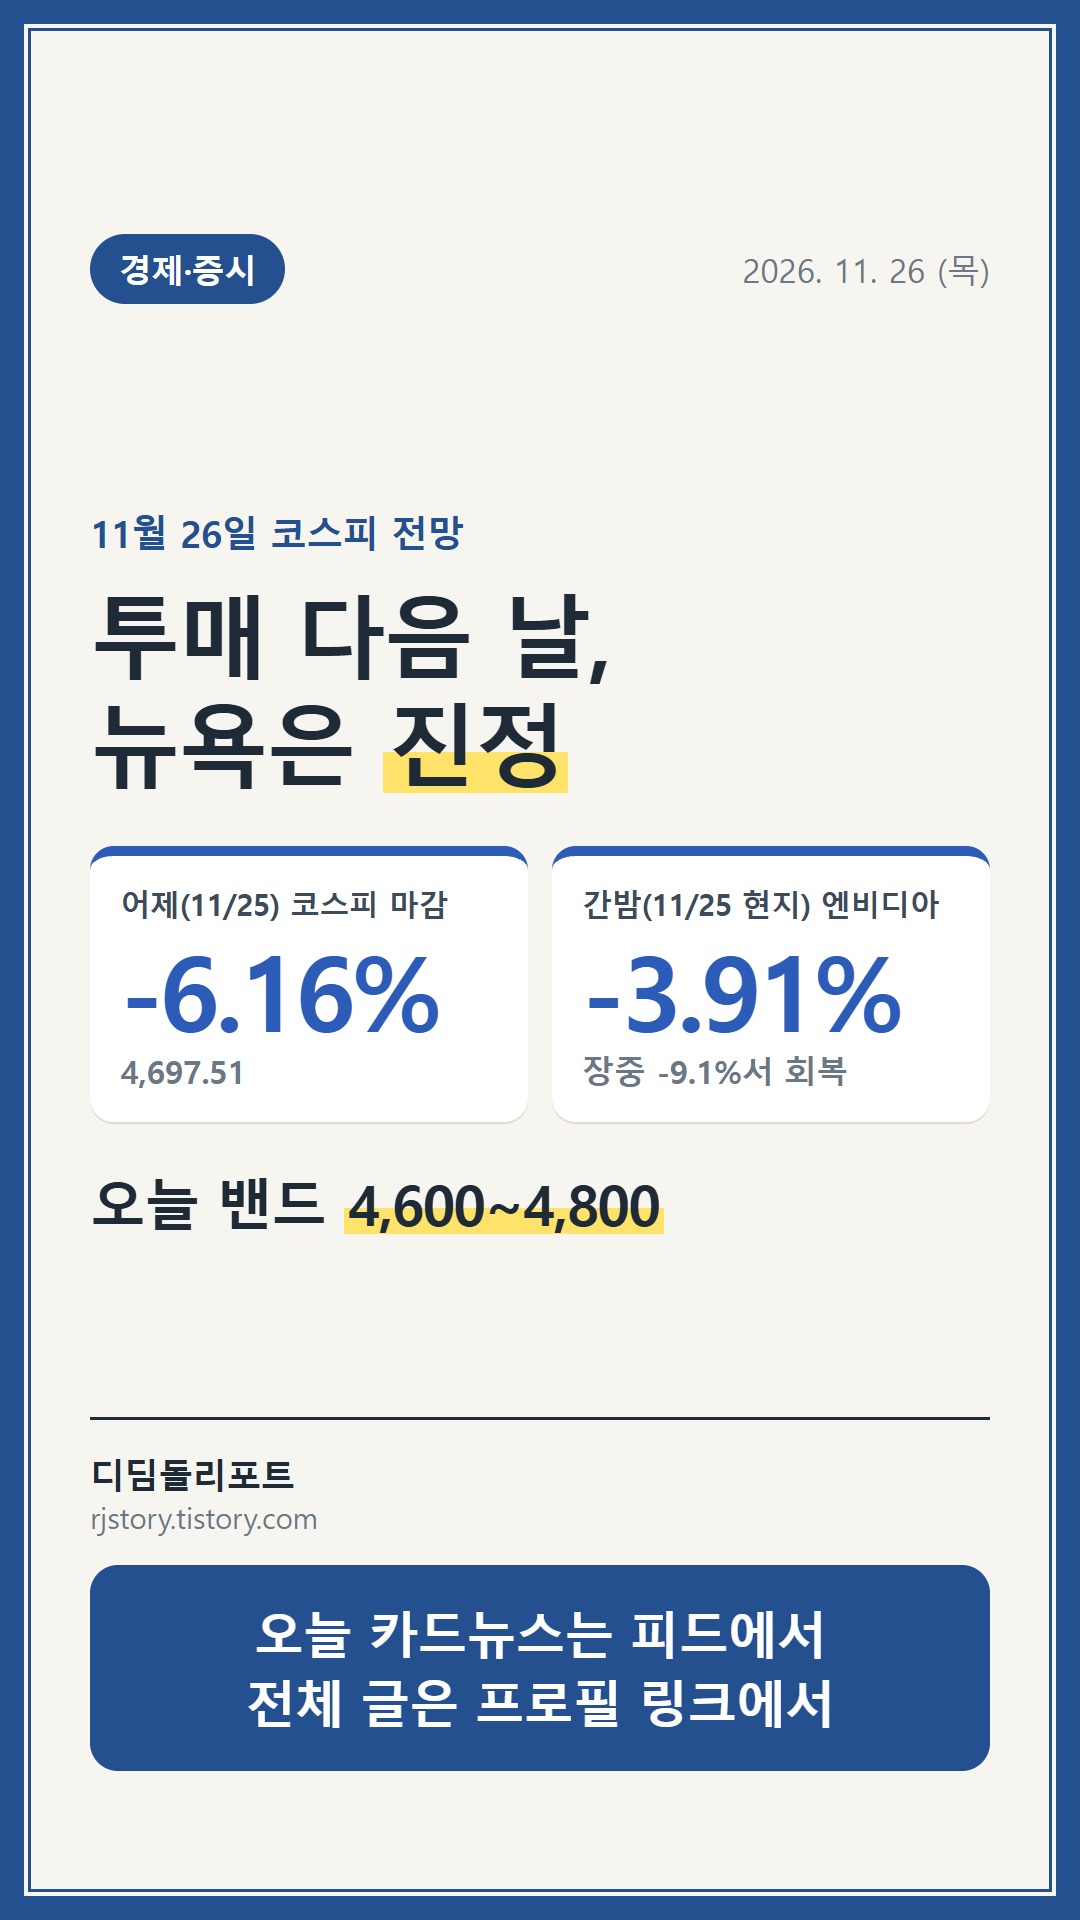 경제·증시
2026. 11. 26 (목)
11월 26일 코스피 전망
투매 다음 날,
뉴욕은 진정
어제(11/25) 코스피 마감
-6.16%
4,697.51
간밤(11/25 현지) 엔비디아
-3.91%
장중 -9.1%서 회복
오늘 밴드 4,600~4,800
디딤돌리포트
rjstory.tistory.com
오늘 카드뉴스는 피드에서
전체 글은 프로필 링크에서